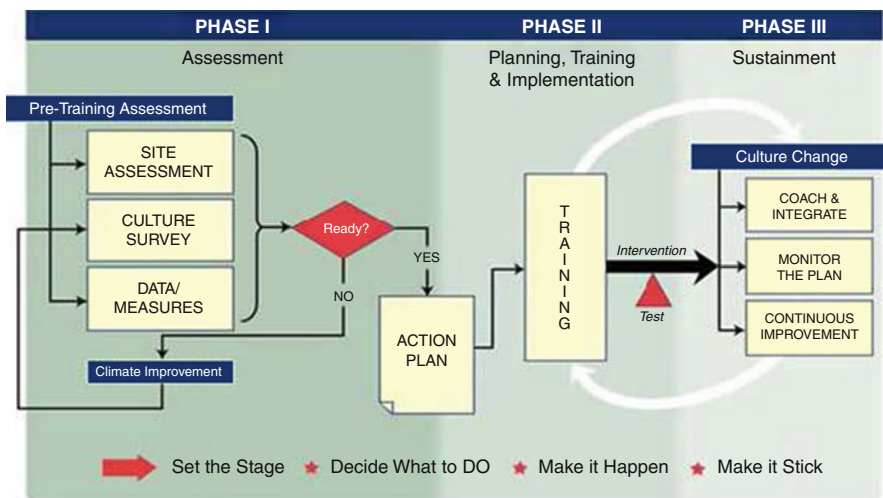 PHASE I
PHASE II
PHASE III
Assessment
Planning, Training
& Implementation
Sustainment
Pre-Training Assessment
SITE
ASSESSMENT
CULTURE
SURVEY
DATA/
MEASURES
Ready?
YES
NO
Climate Improvement
ACTION
PLAN
T
R
A
I
N
I
N
G
Intervention
Test
Culture Change
COACH &
INTEGRATE
MONITOR
THE PLAN
CONTINUOUS
IMPROVEMENT
Set the Stage
Decide What to DO
Make it Happen
Make it Stick